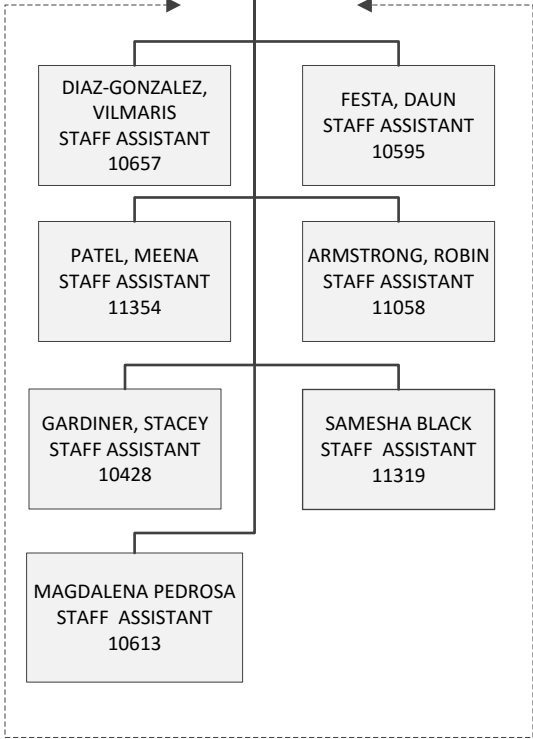 DIAZ-GONZALEZ,
VILMARIS
STAFF ASSISTANT
10657
FESTA, DAUN
STAFF ASSISTANT
10595
PATEL, MEENA
STAFF ASSISTANT
11354
ARMSTRONG, ROBIN
STAFF ASSISTANT
11058
GARDINER, STACEY
STAFF ASSISTANT
10428
SAMESHA BLACK
STAFF ASSISTANT
11319
MAGDALENA PEDROSA
STAFF ASSISTANT
10613